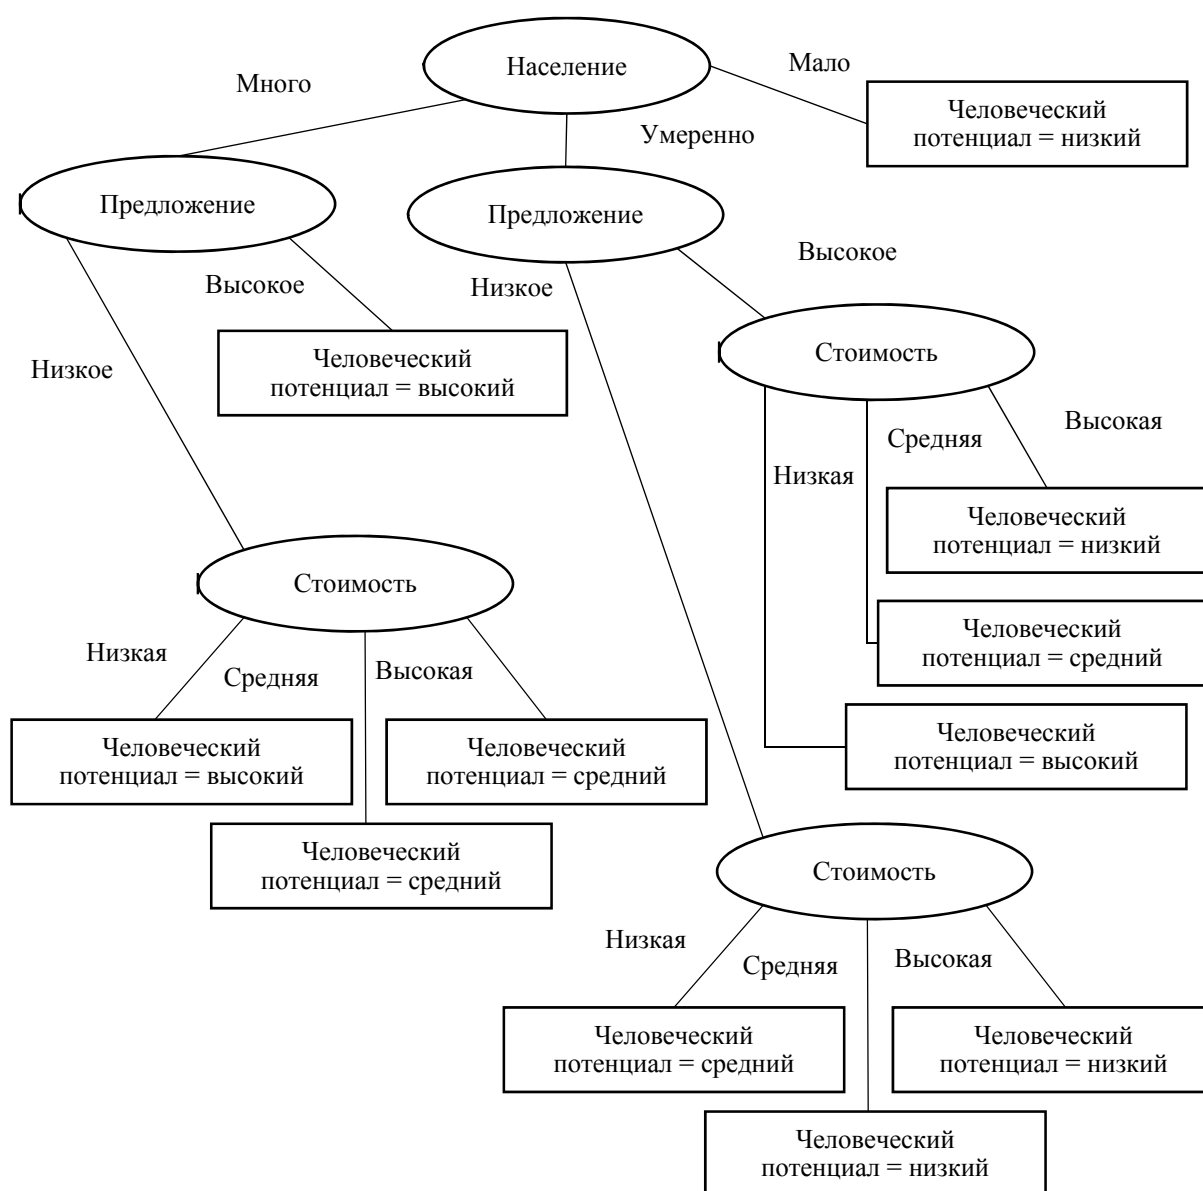 Население
Много
Мало
Умеренно
Человеческий
потенциал = низкий
Предложение
Предложение
Высокое
Высокое
Низкое
Низкое
Человеческий
потенциал = высокий
Стоимость
Высокая
Средняя
Низкая
Человеческий
потенциал = низкий
Человеческий
потенциал = средний
Человеческий
потенциал = высокий
Стоимость
Низкая
Средняя
Высокая
Человеческий
потенциал = высокий
Человеческий
потенциал = средний
Человеческий
потенциал = средний
Стоимость
Низкая
Средняя
Высокая
Человеческий
потенциал = средний
Человеческий
потенциал = низкий
Человеческий
потенциал = низкий